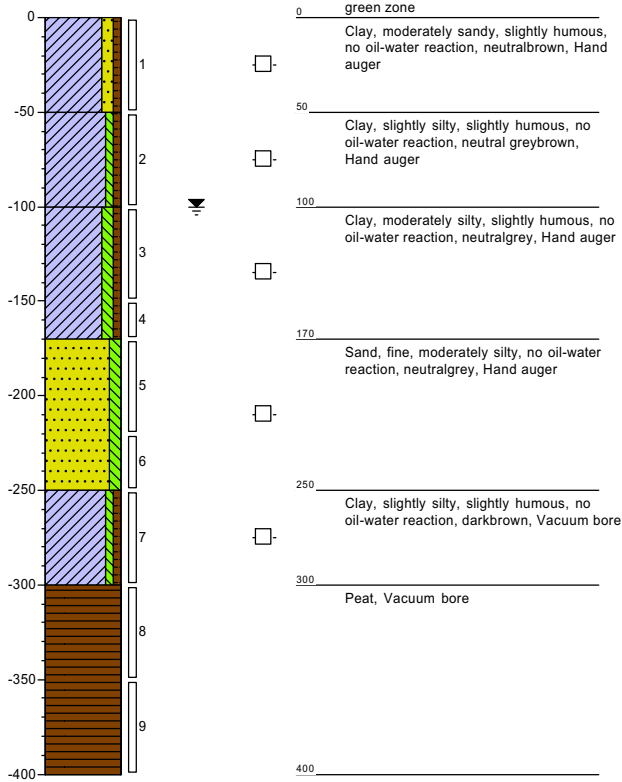 green zone
0
0
Clay, moderately sandy, slightly humous,
no oil-water reaction, neutralbrown, Hand
auger
1
-50
50
Clay, slightly silty, slightly humous, no
oil-water reaction, neutral greybrown,
Hand auger
2
-100
100
Clay, moderately silty, slightly humous, no
oil-water reaction, neutralgrey, Hand auger
3
-150
4
170
Sand, fine, moderately silty, no oil-water
reaction, neutralgrey, Hand auger
5
-200
6
-250
250
Clay, slightly silty, slightly humous, no
oil-water reaction, darkbrown, Vacuum bore
7
-300
300
Peat, Vacuum bore
8
-350
9
-400
400